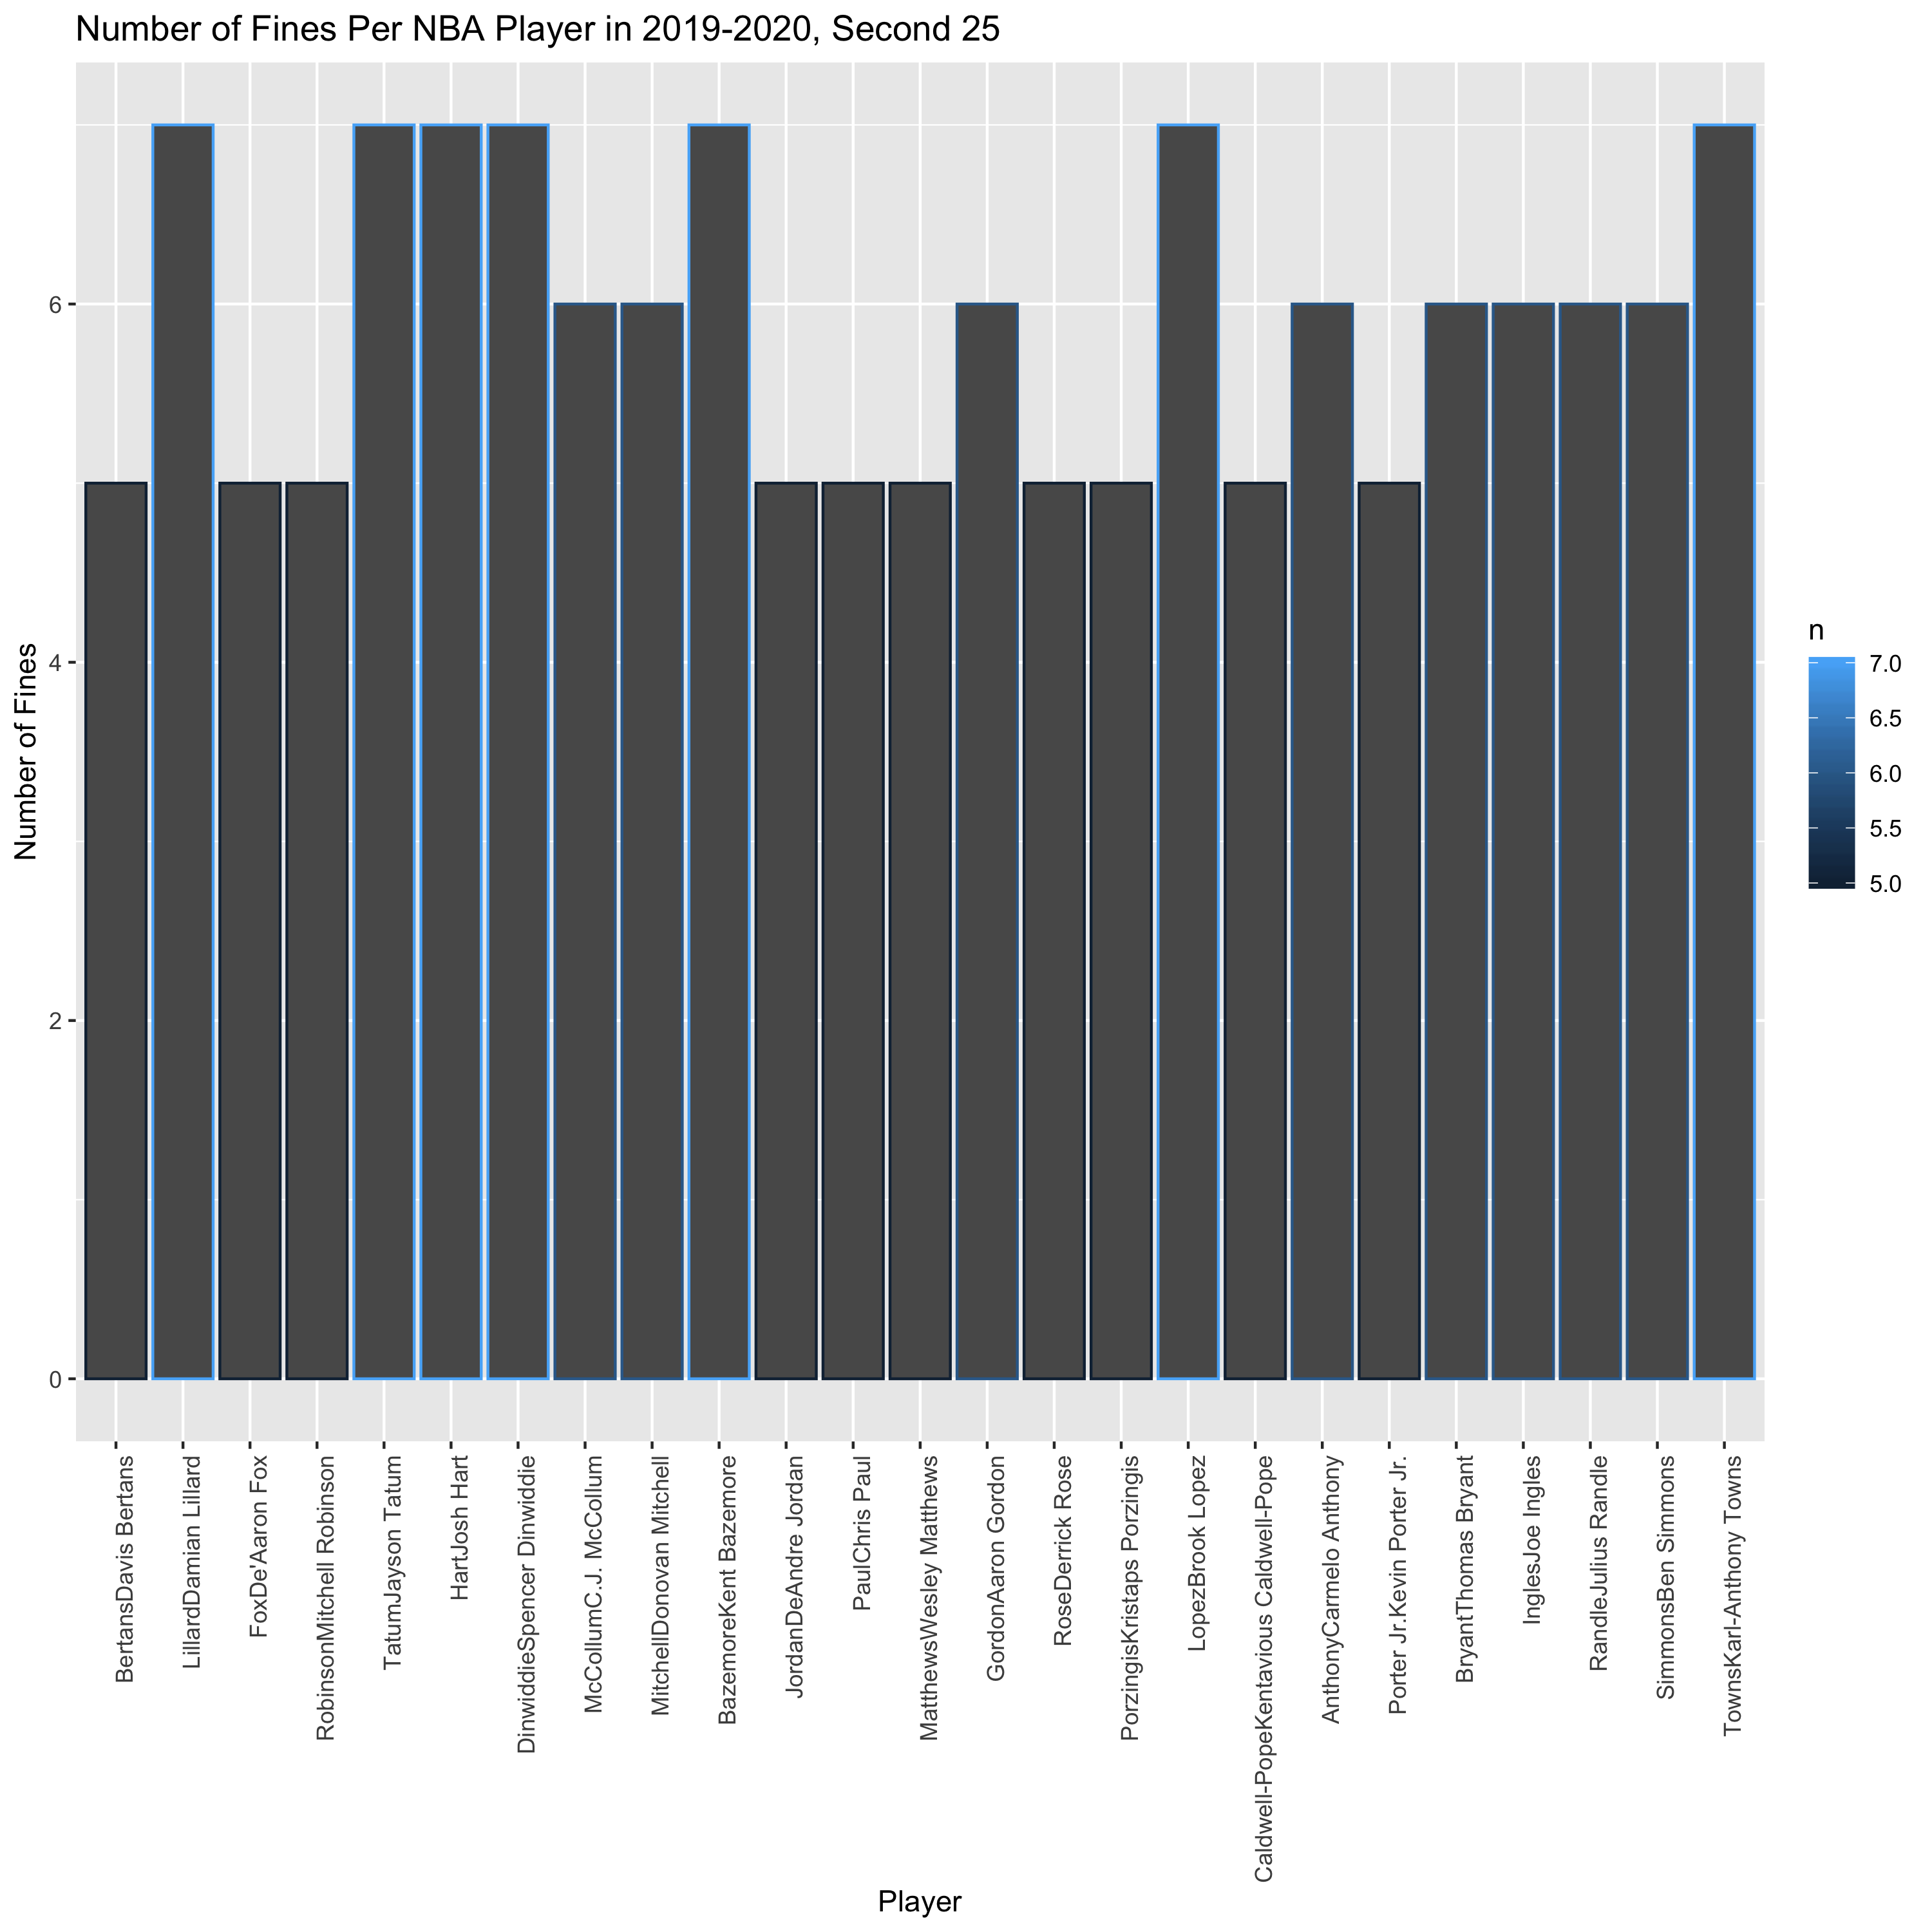 Number of Fines Per NBA Player in 2019-2020, Second 25
Number of Fines
6
4
2
0
BertansDavis Bertans
LillardDamian Lillard
FoxDe'Aaron Fox
RobinsonMitchell Robinson
TatumJayson Tatum
HartJosh Hart
DinwiddieSpencer Dinwiddie
McCollumC.J. McCollum
MitchellDonovan Mitchell
BazemoreKent Bazemore
JordanDeAndre Jordan
PaulChris Paul
MatthewsWesley Matthews
GordonAaron Gordon
RoseDerrick Rose
PorzingisKristaps Porzingis
LopezBrook Lopez
Caldwell-PopeKentavious Caldwell-Pope
AnthonyCarmelo Anthony
Porter Jr.Kevin Porter Jr.
BryantThomas Bryant
InglesJoe Ingles
RandleJulius Randle
SimmonsBen Simmons
TownsKarl-Anthony Towns
Player
n
7.0
6.5
6.0
5.5
5.0